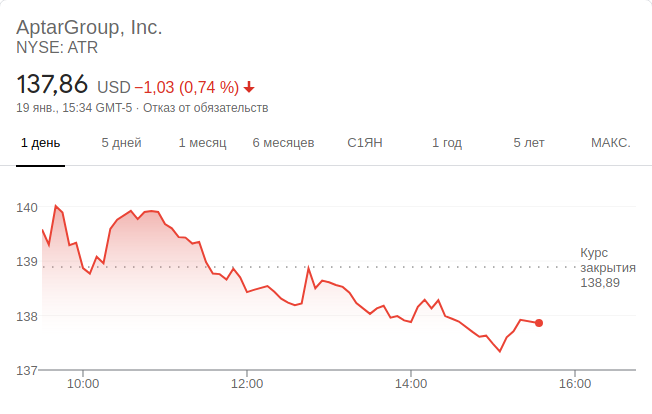 AptarGroup, Inc.
NYSE: ATR
137,86 USD −1,03 (0,74 %)
19 янв., 15:34 GMT-5 · Отказ от обязательств
1 день 5 дней 1 месяц 6 месяцев С1ЯН 1 год 5 лет МАКС.
140
139
138
137
Курс
закрытия
138,89
10:00 12:00 14:00 16:00